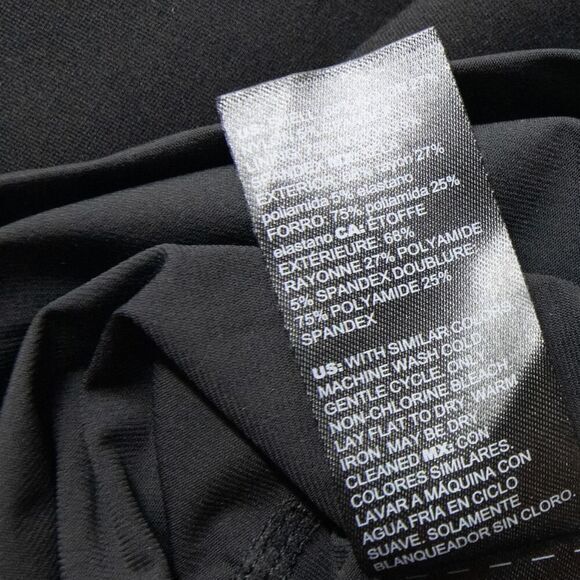 27%
EXTERIOR: 27%
poliamida 5% elastano
FORRO: 75% poliamida 25%
elastano CA: ÉTOFFE
EXTÉRIEURE: 68%
RAYONNE 27% POLYAMIDE
5% SPANDEX DOUBLURE:
75% POLYAMIDE 25%
SPANDEX
US: WITH SIMILAR COLORS
MACHINE WASH COLD
GENTLE CYCLE. ONLY
NON-CHLORINE BLEACH.
LAY FLAT TO DRY. WARM
IRON. MAY BE DRY
CLEANED MX: CON
COLORES SIMILARES.
LAVAR A MÁQUINA CON
AGUA FRÍA EN CICLO
SUAVE. SOLAMENTE
BLANQUEADOR SIN CLORO.